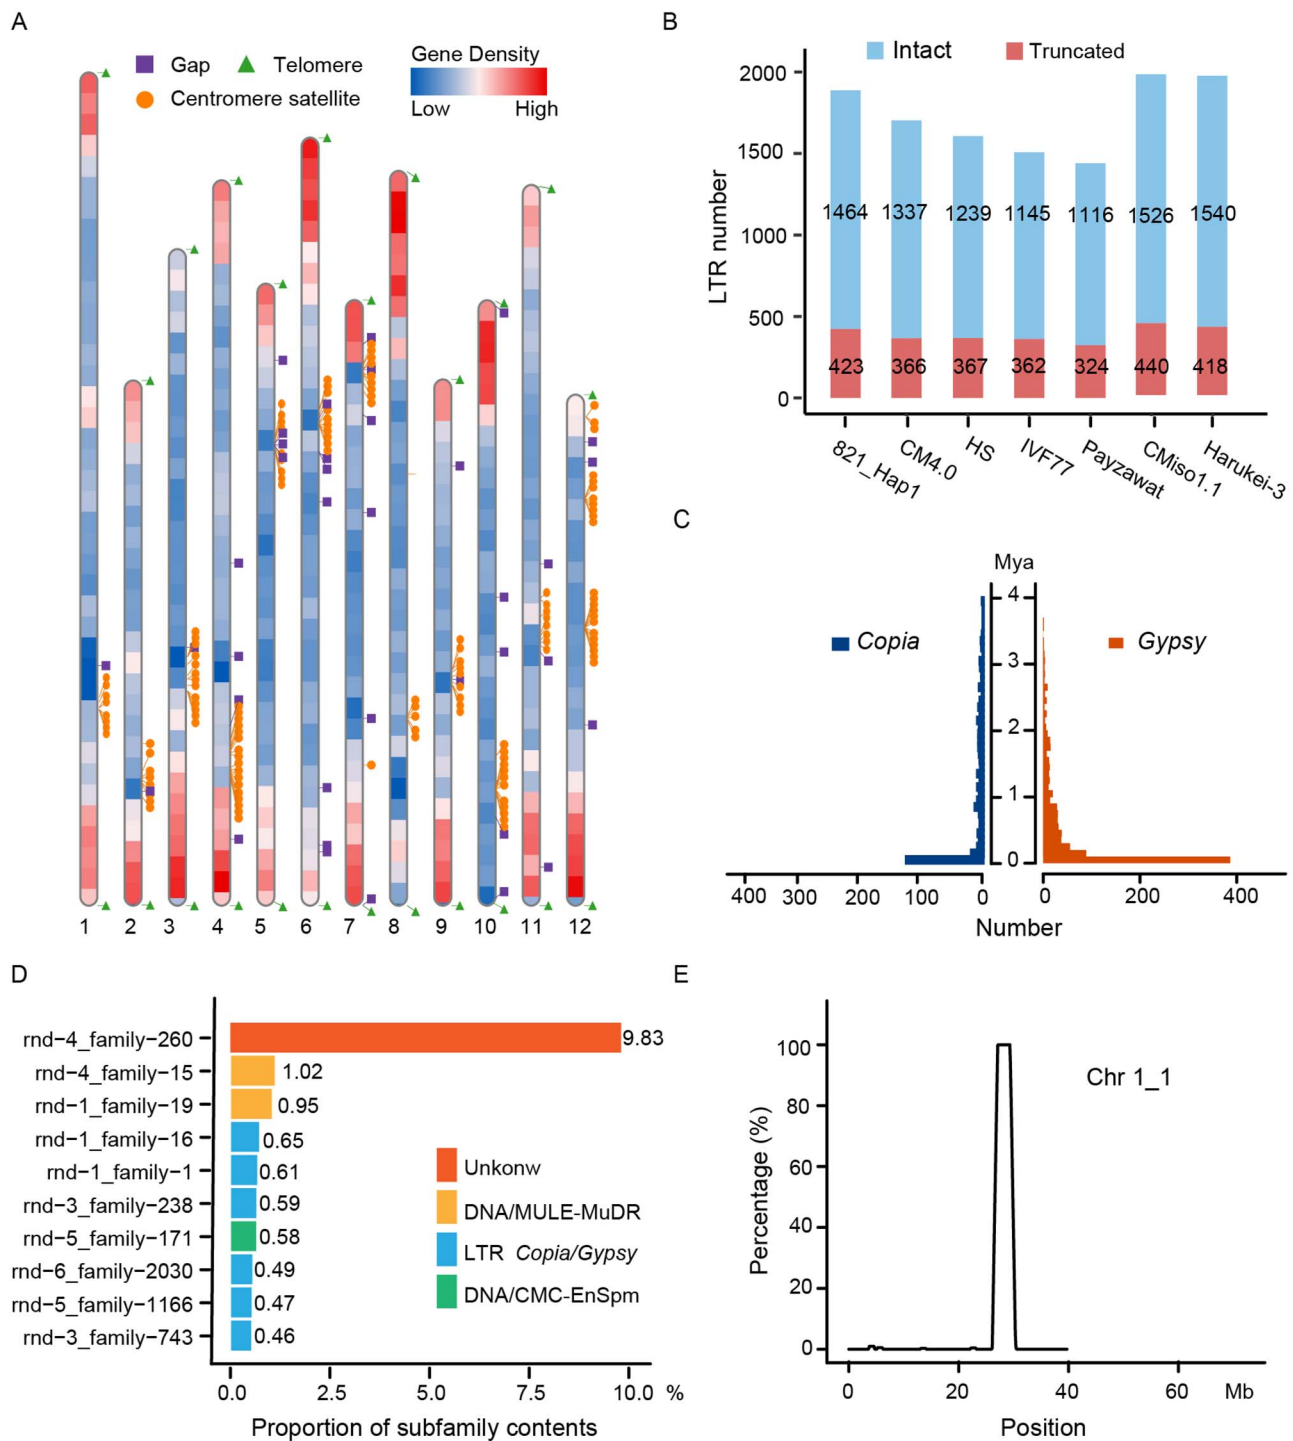 A
Gap
Telomere
Centromere satellite
Gene Density
Low
High
1 2 3 4 5 6 7 8 9 10 11 12
B
Intact
Truncated
LTR number
2000
1500
1000
500
0
1464 1337 1239 1145 1116 1526 1540
423 366 367 362 324 440 418
821_Hap1
CM4.0
HS
IVF77
Payzawat
CMiso1.1
Harukei-3
C
Mya
Copia
Gypsy
4
3
2
1
0
400 300 200 100 0
0 200 400
Number
D
rnd−4_family−260 9.83
rnd−4_family−15 1.02
rnd−1_family−19 0.95
rnd−1_family−16 0.65
rnd−1_family−1 0.61
rnd−3_family−238 0.59
rnd−5_family−171 0.58
rnd−6_family−2030 0.49
rnd−5_family−1166 0.47
rnd−3_family−743 0.46
Unkonw
DNA/MULE-MuDR
LTR Copia/Gypsy
DNA/CMC-EnSpm
0.0 2.5 5.0 7.5 10.0 %
Proportion of subfamily contents
E
Chr 1_1
Percentage (%)
100
80
60
40
20
0
0 20 40 60 Mb
Position